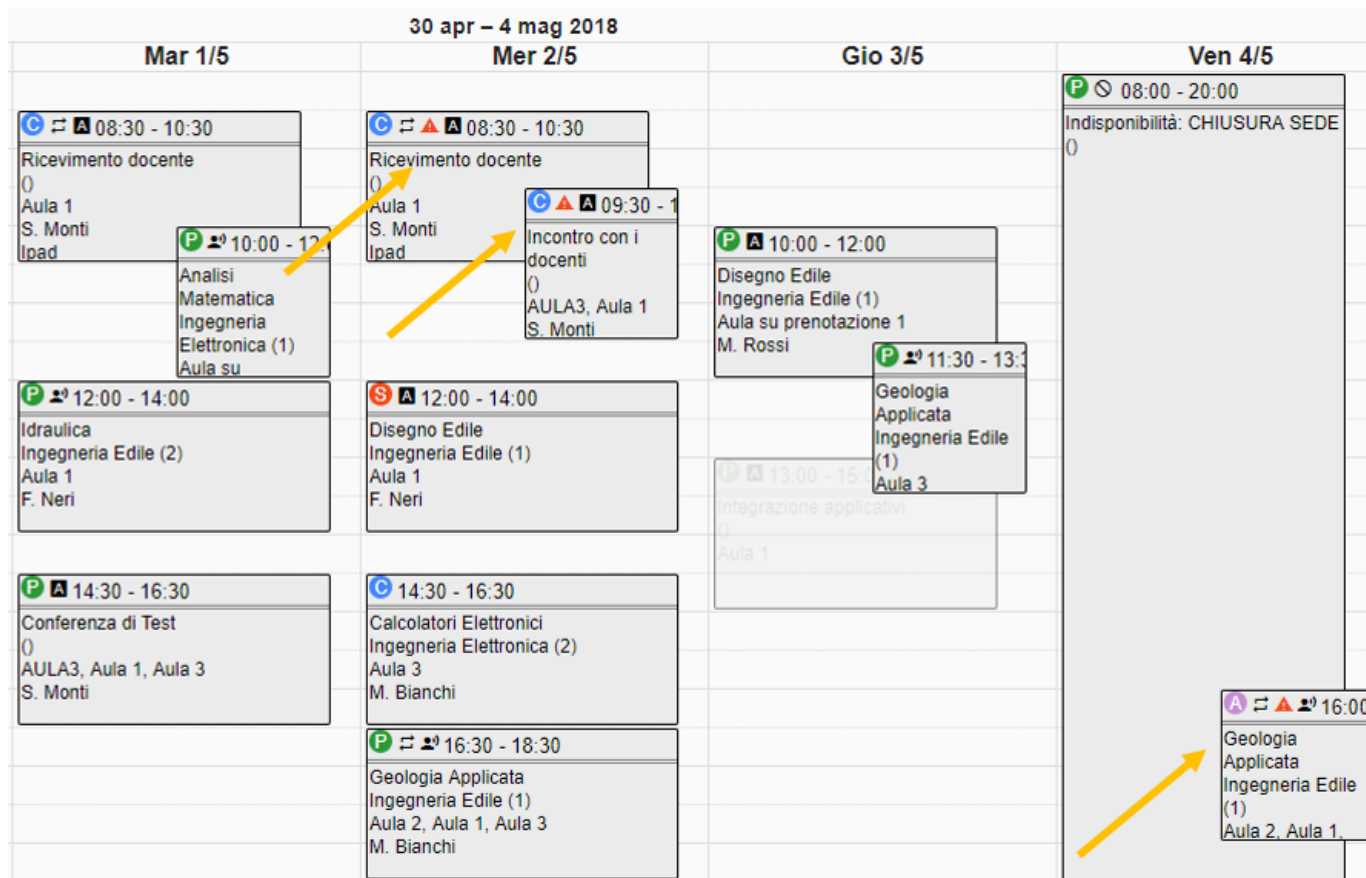 30 apr – 4 mag 2018
Mar 1/5
Mer 2/5
Gio 3/5
Ven 4/5
C A 08:30 - 10:30
Ricevimento docente
()
Aula 1
S. Monti
Ipad
P 10:00 -
Analisi
Matematica
Ingegneria
Elettronica (1)
Aula su
P 12:00 - 14:00
Idraulica
Ingegneria Edile (2)
Aula 1
F. Neri
P A 14:30 - 16:30
Conferenza di Test
()
AULA3, Aula 1, Aula 3
S. Monti
C A 08:30 - 10:30
Ricevimento docente
()
Aula 1
S. Monti
Ipad
C A 09:30 - 1
Incontro con i
docenti
()
AULA3, Aula 1
S. Monti
S A 12:00 - 14:00
Disegno Edile
Ingegneria Edile (1)
Aula 1
F. Neri
C 14:30 - 16:30
Calcolatori Elettronici
Ingegneria Elettronica (2)
Aula 3
M. Bianchi
P 16:30 - 18:30
Geologia Applicata
Ingegneria Edile (1)
Aula 2, Aula 1, Aula 3
M. Bianchi
P A 10:00 - 12:00
Disegno Edile
Ingegneria Edile (1)
Aula su prenotazione 1
M. Rossi
P 11:30 - 13:
Geologia
Applicata
Ingegneria Edile
(1)
Aula 3
P A 13:00 - 15:
Integrazione applicativi
()
Aula 1
P 08:00 - 20:00
Indisponibilità: CHIUSURA SEDE
()
A 16:00
Geologia
Applicata
Ingegneria Edile
(1)
Aula 2, Aula 1,